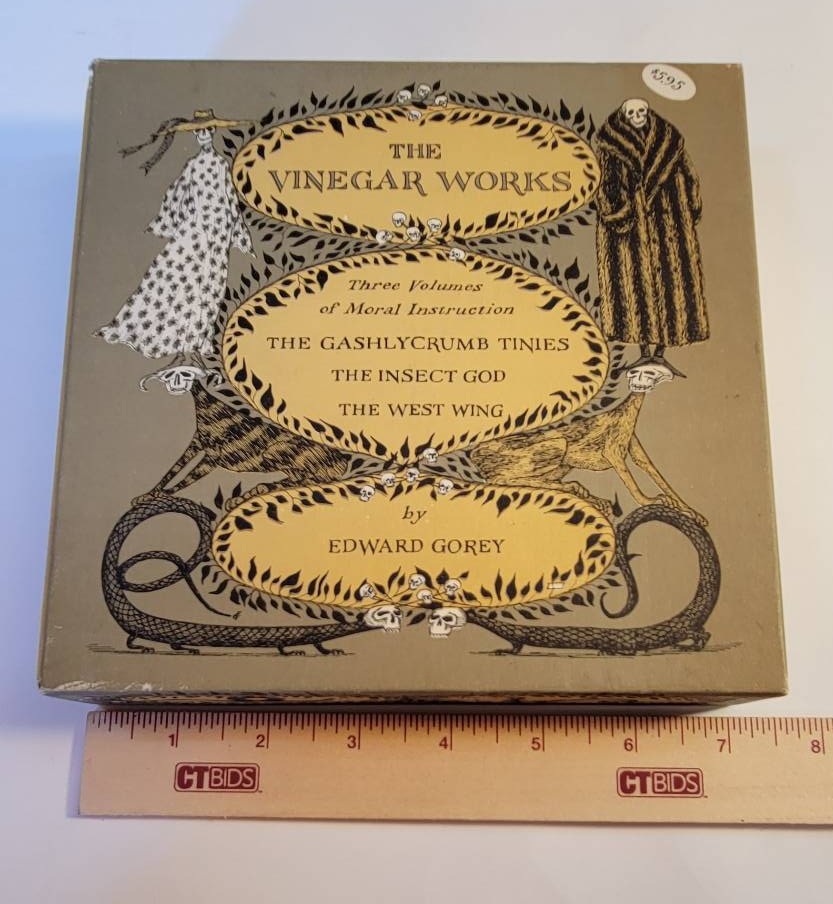 $5.95
THE
VINEGAR WORKS
Three Volumes
of Moral Instruction
THE GASHLYCRUMB TINIES
THE INSECT GOD
THE WEST WING
by
EDWARD GOREY
1 2 3 4 5 6 7 8
CTBIDS CTBIDS